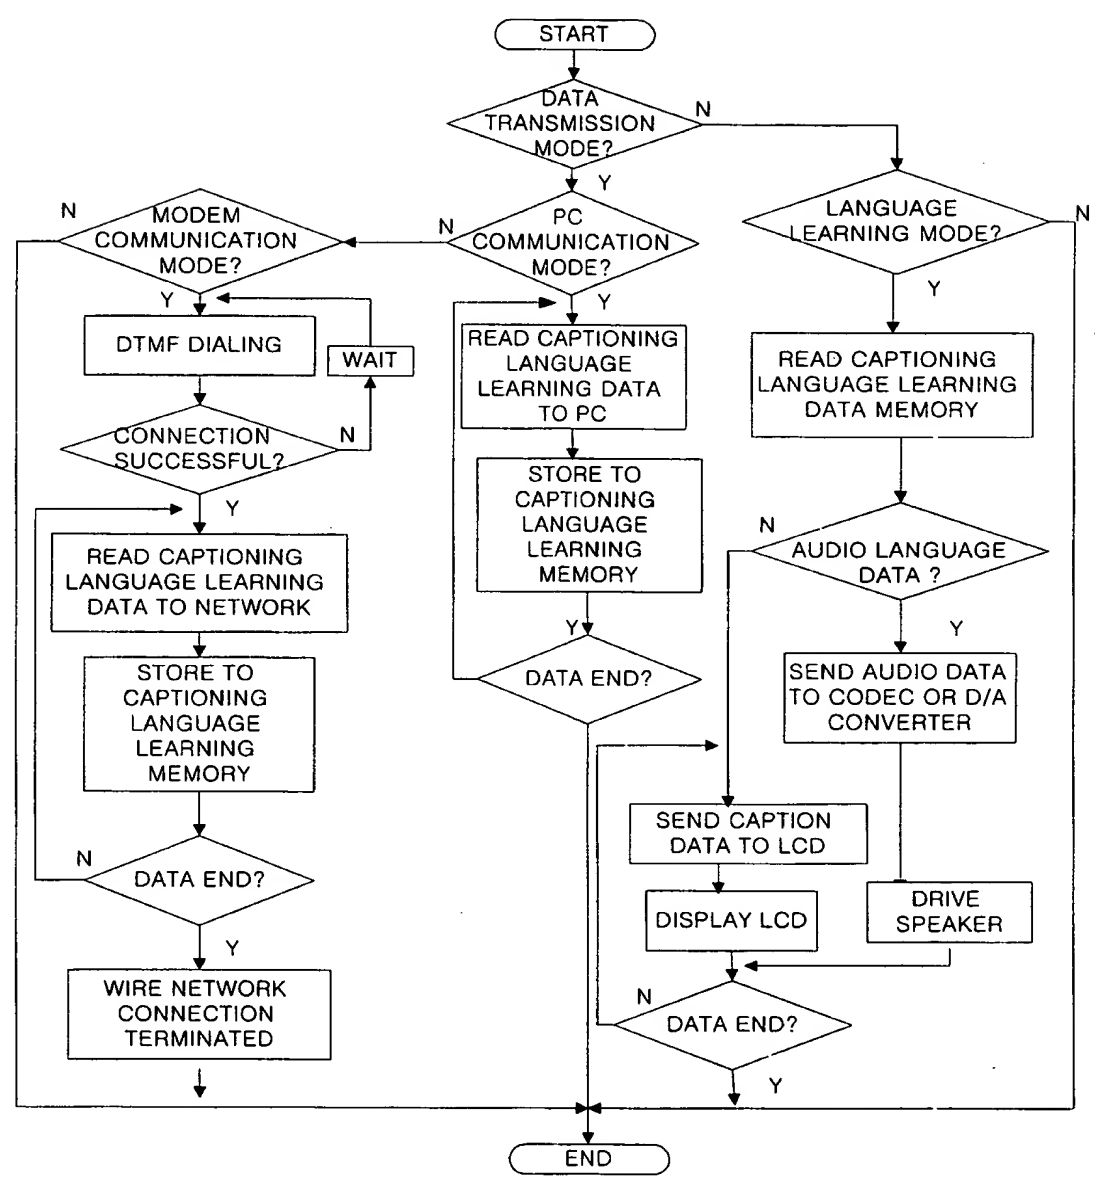 START
DATA
TRANSMISSION
MODE?
N
Y
MODEM
COMMUNICATION
MODE?
N
Y
PC
COMMUNICATION
MODE?
N
Y
LANGUAGE
LEARNING MODE?
N
Y
DTMF DIALING
WAIT
CONNECTION
SUCCESSFUL?
N
Y
READ CAPTIONING
LANGUAGE LEARNING
DATA TO NETWORK
STORE TO
CAPTIONING
LANGUAGE
LEARNING
MEMORY
N
DATA END?
Y
WIRE NETWORK
CONNECTION
TERMINATED
READ CAPTIONING
LANGUAGE
LEARNING DATA
TO PC
STORE TO
CAPTIONING
LANGUAGE
LEARNING
MEMORY
Y
DATA END?
READ CAPTIONING
LANGUAGE LEARNING
DATA MEMORY
N
AUDIO LANGUAGE
DATA ?
Y
SEND AUDIO DATA
TO CODEC OR D/A
CONVERTER
SEND CAPTION
DATA TO LCD
DISPLAY LCD
DRIVE
SPEAKER
N
DATA END?
Y
END